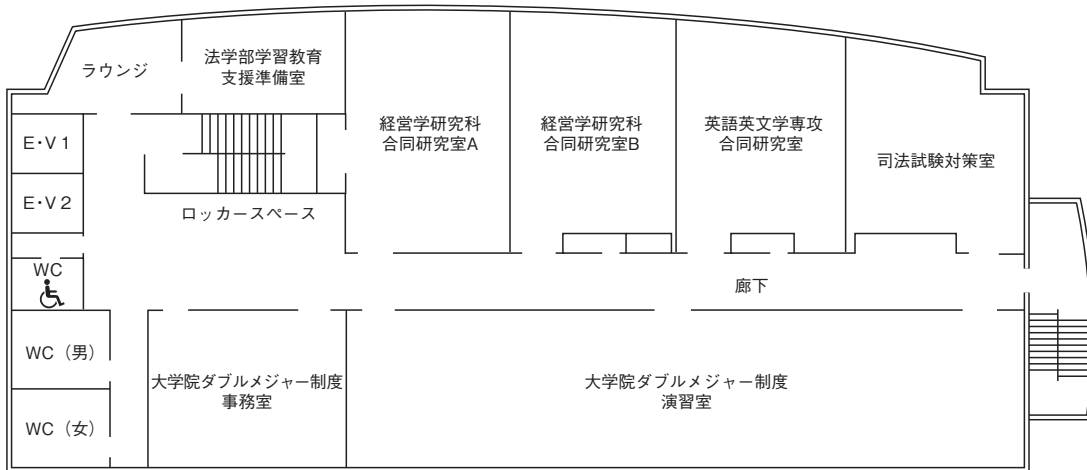 ラウンジ
法学部学習教育
支援準備室
経営学研究科
合同研究室A
経営学研究科
合同研究室B
英語英文学専攻
合同研究室
司法試験対策室
E・V 1
E・V 2
ロッカースペース
WC
廊下
WC（男）
WC（女）
大学院ダブルメジャー制度
事務室
大学院ダブルメジャー制度
演習室